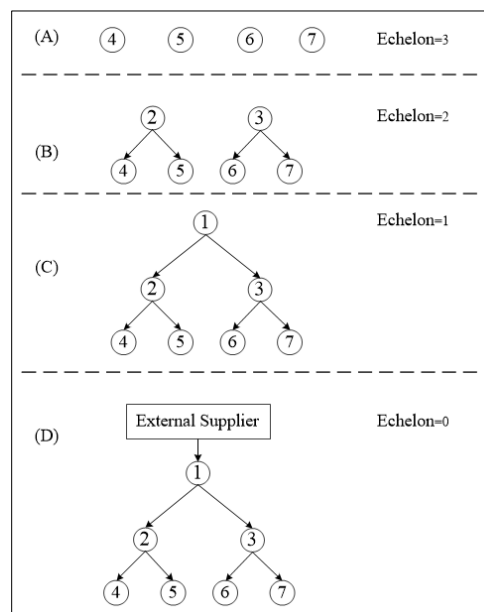 (A) 4 5 6 7 Echelon=3
2 3 Echelon=2
(B)
4 5 6 7
1 Echelon=1
(C)
2 3
4 5 6 7
External Supplier Echelon=0
(D)
1
2 3
4 5 6 7